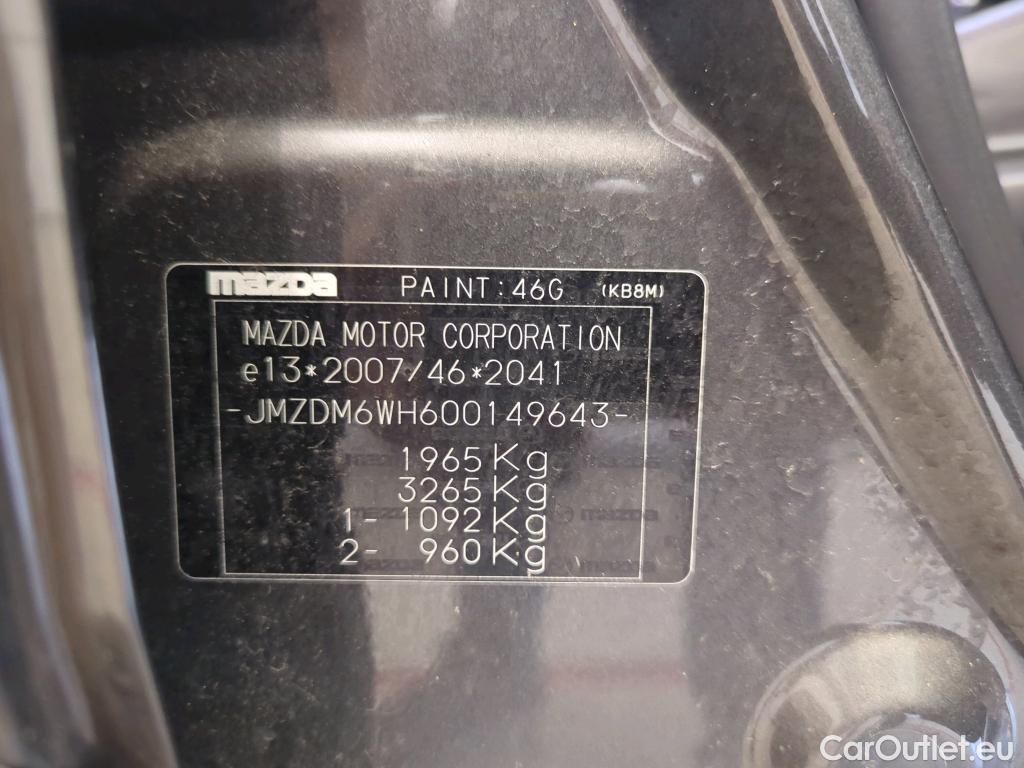 mazda PAINT:46G (KB8M)
MAZDA MOTOR CORPORATION
e13*2007/46*2041
-JMZDM6WH600149643-
1965Kg
3265Kg
1- 1092Kg
2- 960Kg
mazda
CarOutlet.eu